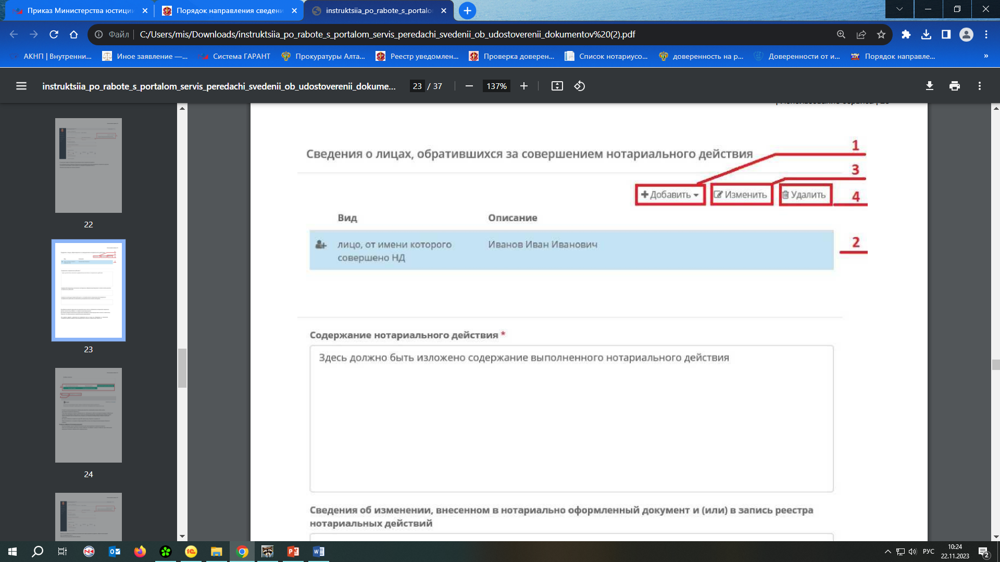 Приказ Министерства юстици
Порядок направления сведени
instruktsiia_po_rabote_s_portalo
Файл
C:/Users/mis/Downloads/instruktsiia_po_rabote_s_portalom_servis_peredachi_svedenii_ob_udostoverenii_dokumentov%20(2).pdf
АКНП | Внутренни...
Иное заявление —...
Система ГАРАНТ
Прокуратуры Алта...
Реестр уведомлен...
Проверка доверен...
Список нотариусо...
доверенность на р...
Доверенности от и...
Порядок направле...
»
instruktsiia_po_rabote_s_portalom_servis_peredachi_svedenii_ob_udostoverenii_dokume...
23 / 37
137%
22
23
24
1
Сведения о лицах, обратившихся за совершением нотариального действия
3
Добавить
Изменить
Удалить
4
Вид
Описание
лицо, от имени которого
совершено НД
Иванов Иван Иванович
2
Содержание нотариального действия *
Здесь должно быть изложено содержание выполненного нотариального действия
Сведения об изменении, внесенном в нотариально оформленный документ и (или) в запись реестра
нотариальных действий
РУС
10:24
22.11.2023
2